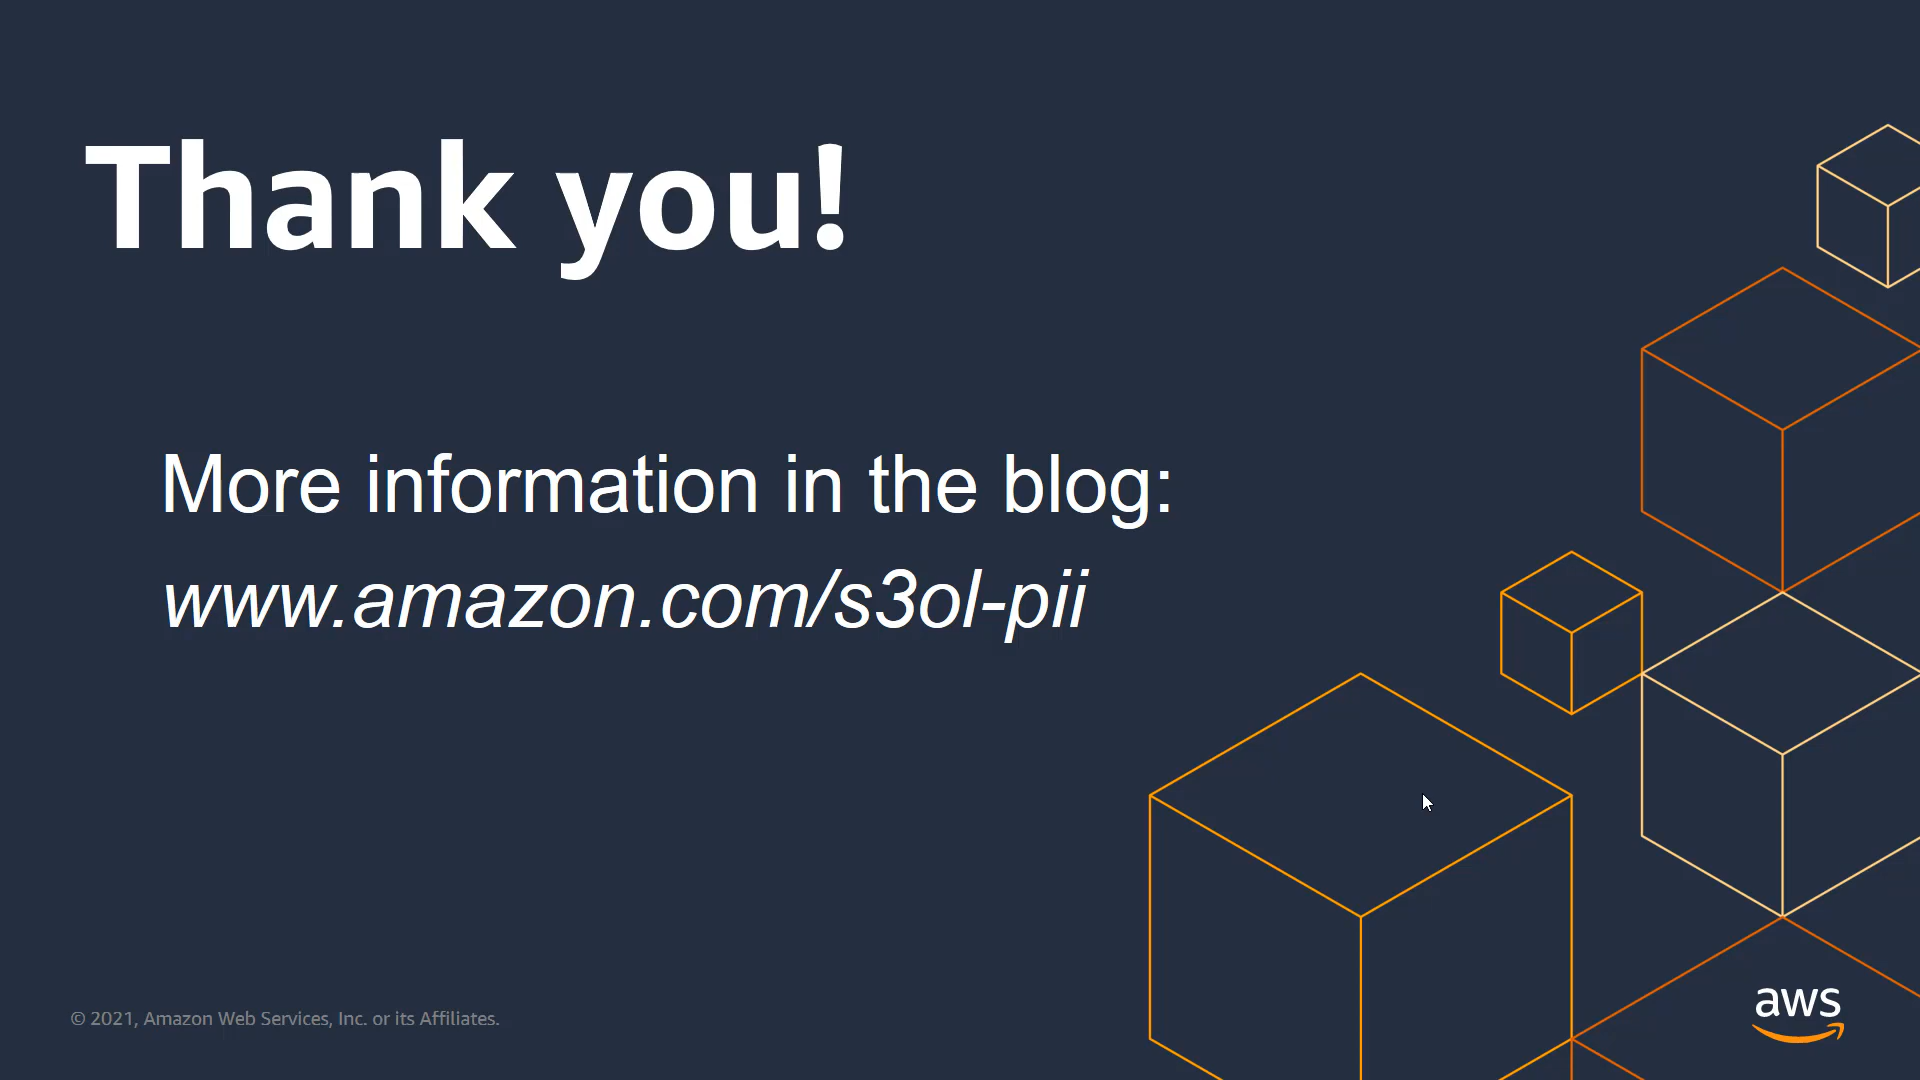 Thank you!
More information in the blog:
www.amazon.com/s3ol-pii
© 2021, Amazon Web Services, Inc. or its Affiliates.
aws